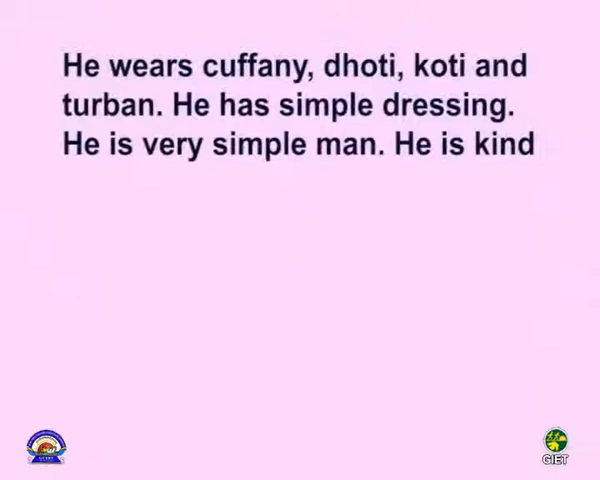 He wears cuffany, dhoti, koti and
turban. He has simple dressing.
He is very simple man. He is kind
GIET